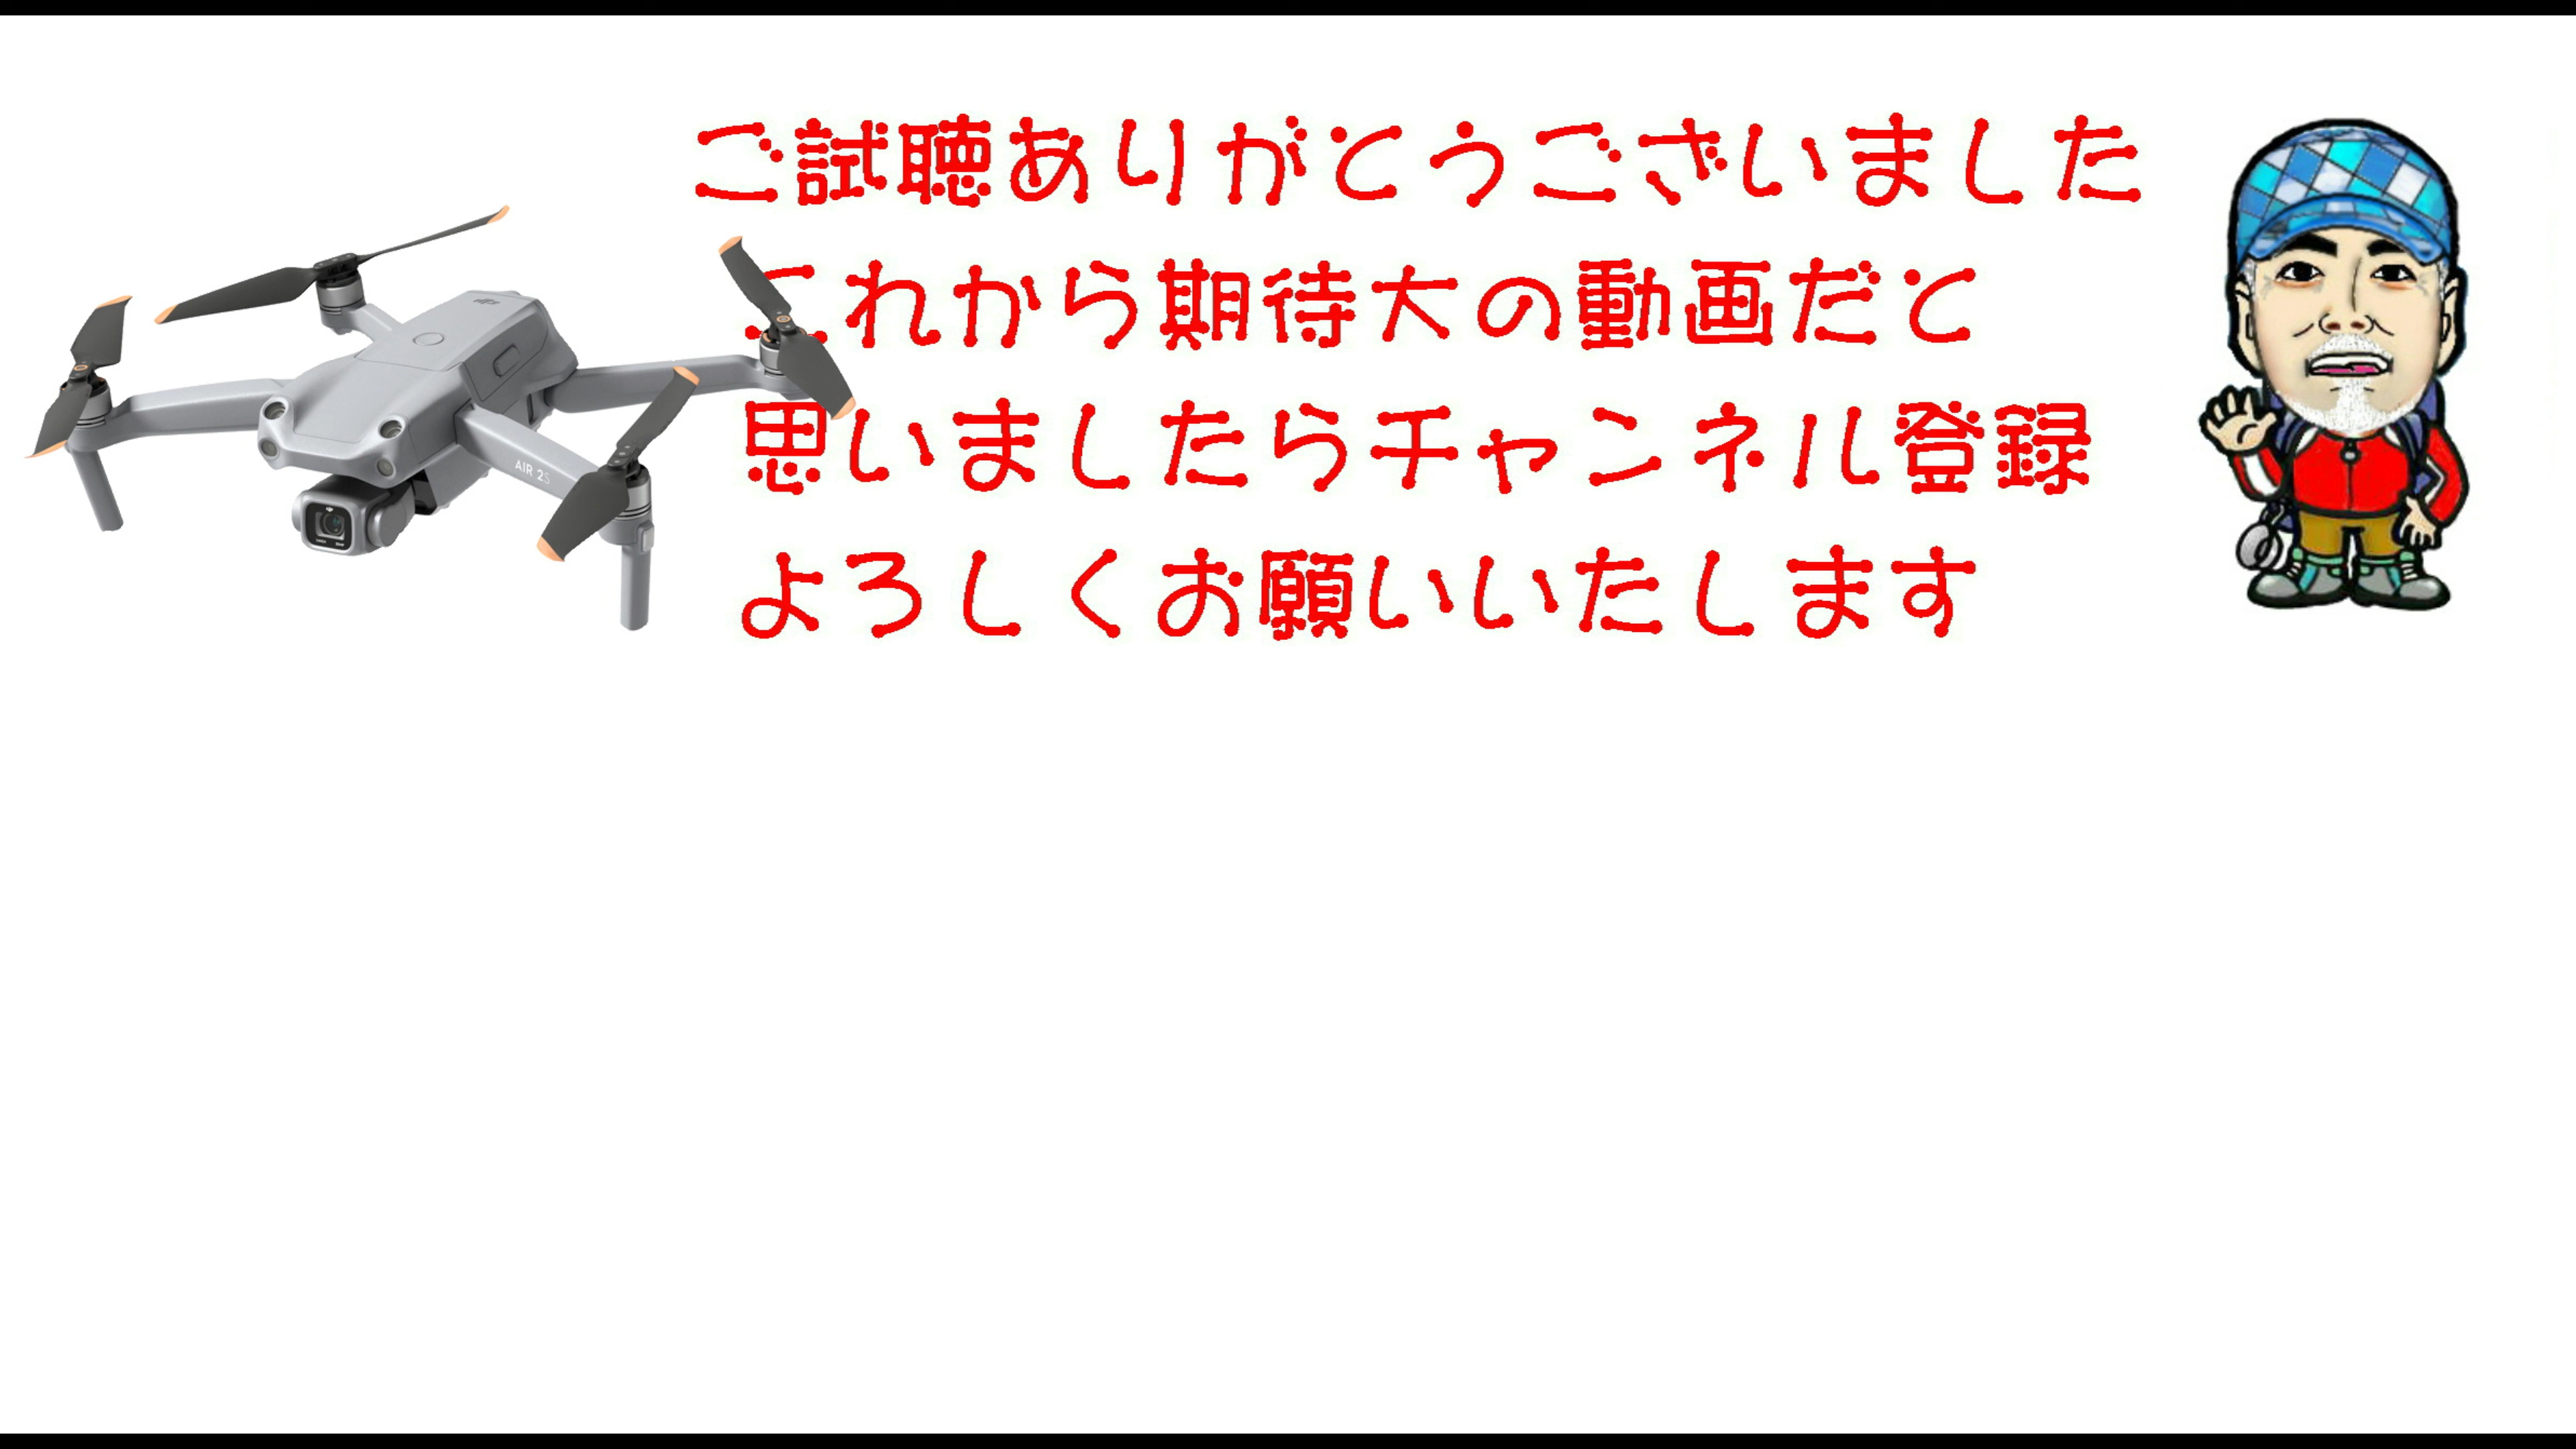 ご試聴ありがとうございました
これから期待大の動画だと
思いましたらチャンネル登録
よろしくお願いいたします
AIR 2S